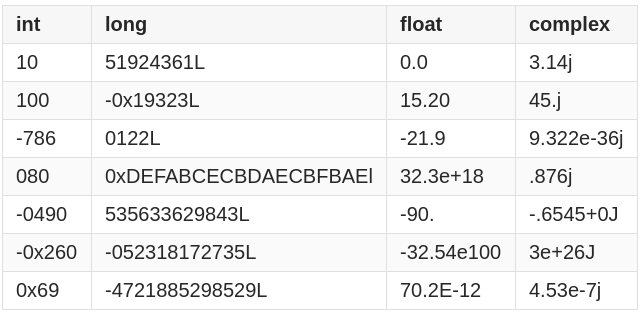 int long float complex
10 51924361L 0.0 3.14j
100 -0x19323L 15.20 45.j
-786 0122L -21.9 9.322e-36j
080 0xDEFABCECBDAECBFBAEl 32.3e+18 .876j
-0490 535633629843L -90. -.6545+0J
-0x260 -052318172735L -32.54e100 3e+26J
0x69 -4721885298529L 70.2E-12 4.53e-7j